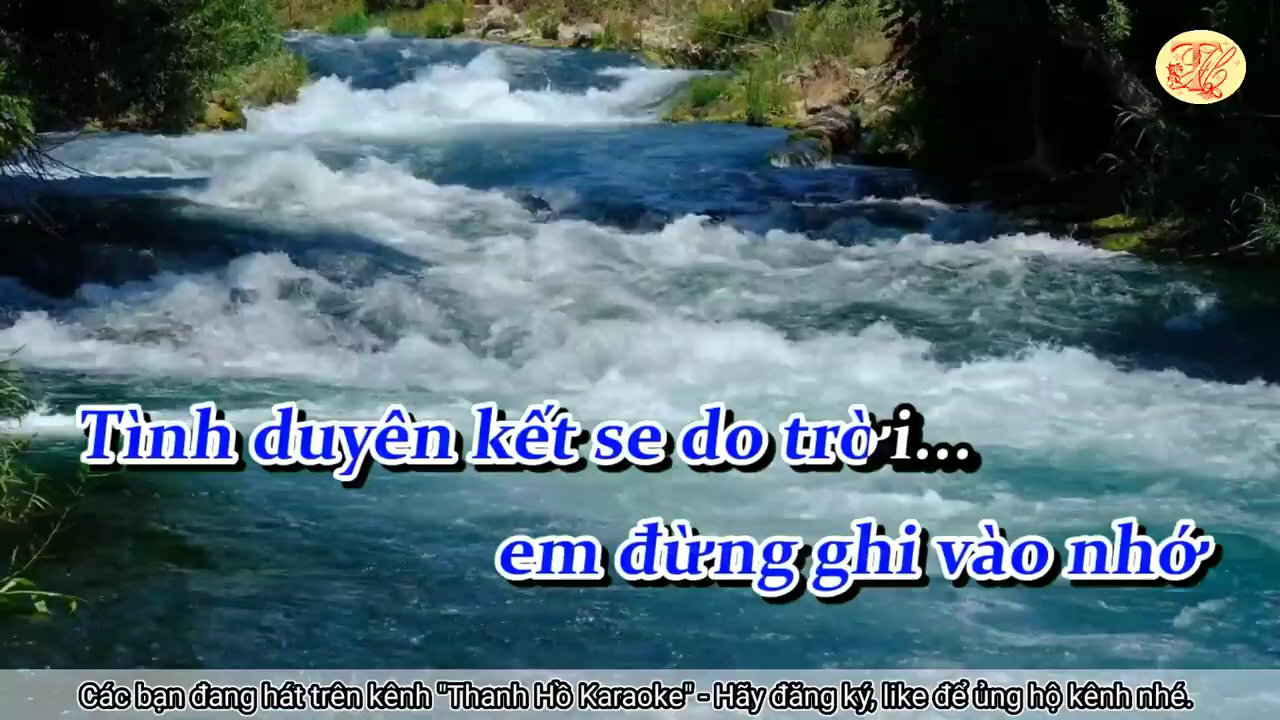 Tình duyên kết se do trời...
em đừng ghi vào nhớ
Các bạn đang hát trên kênh "Thanh Hồ Karaoke" - Hãy đăng ký, like để ủng hộ kênh nhé.